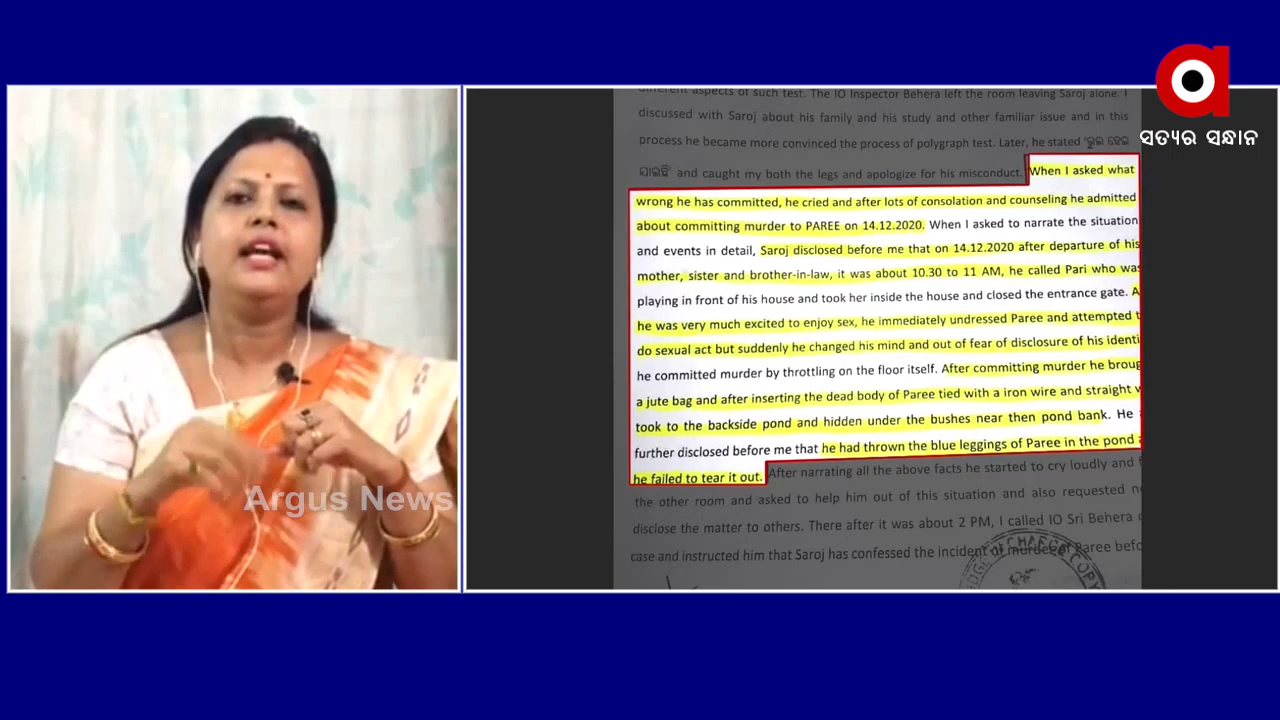 different aspects of such test. The IO Inspector Behera left the room leaving Saroj alone. I
discussed with Saroj about his family and his study and other familiar issue and in this
process he became more convinced the process of polygraph test. Later, he stated 'ଭୁଲ ହେଇ
ଯାଇଛି' and caught my both the legs and apologize for his misconduct. When I asked what
wrong he has committed, he cried and after lots of consolation and counseling he admitted
about committing murder to PAREE on 14.12.2020. When I asked to narrate the situation
and events in detail, Saroj disclosed before me that on 14.12.2020 after departure of his
mother, sister and brother-in-law, it was about 10.30 to 11 AM, he called Pari who was
playing in front of his house and took her inside the house and closed the entrance gate. A
he was very much excited to enjoy sex, he immediately undressed Paree and attempted t
do sexual act but suddenly he changed his mind and out of fear of disclosure of his identi
he committed murder by throttling on the floor itself. After committing murder he broug
a jute bag and after inserting the dead body of Paree tied with a iron wire and straight w
took to the backside pond and hidden under the bushes near then pond bank. He a
further disclosed before me that he had thrown the blue leggings of Paree in the pond a
he failed to tear it out. After narrating all the above facts he started to cry loudly and
the other room and asked to help him out of this situation and also requested
disclose the matter to others. There after it was about 2 PM, I called IO Sri Behera
case and instructed him that Saroj has confessed the incident of murder of Paree befo
ସତ୍ୟର ସନ୍ଧାନ
Argus News